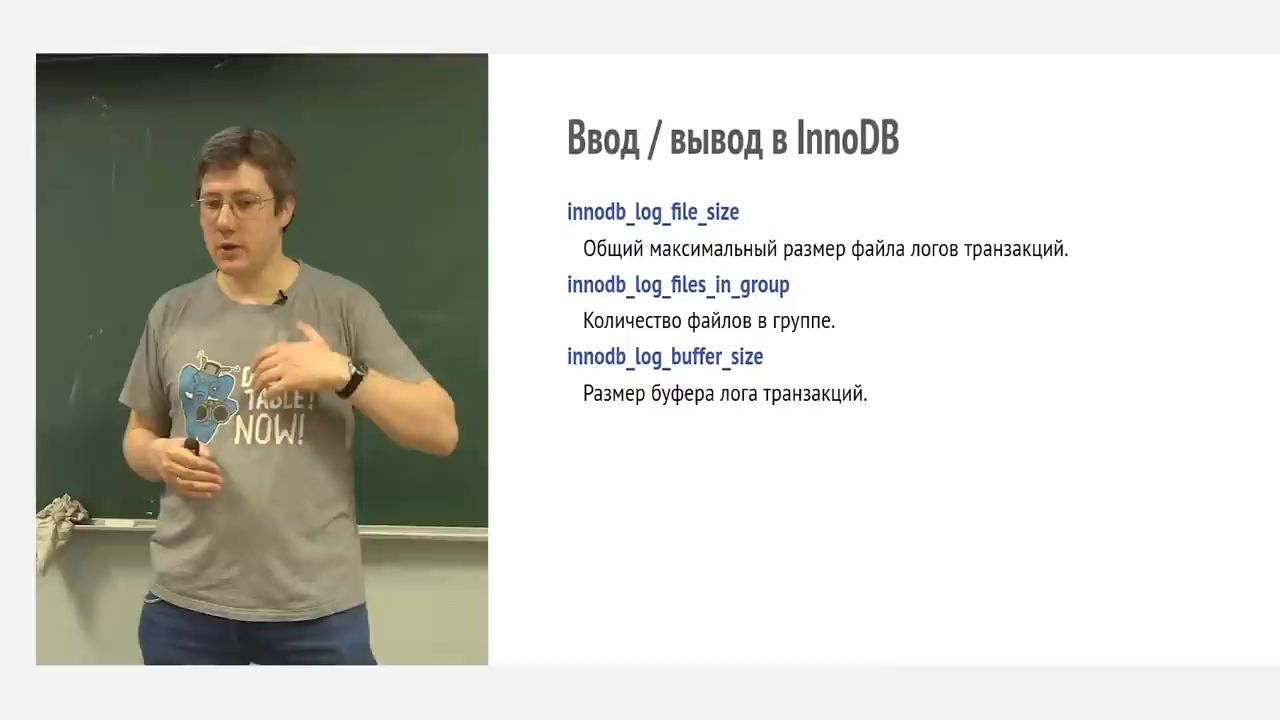 Ввод / вывод в InnoDB
innodb_log_file_size
Общий максимальный размер файла логов транзакций.
innodb_log_files_in_group
Количество файлов в группе.
innodb_log_buffer_size
Размер буфера лога транзакций.
TABLE!
NOW!